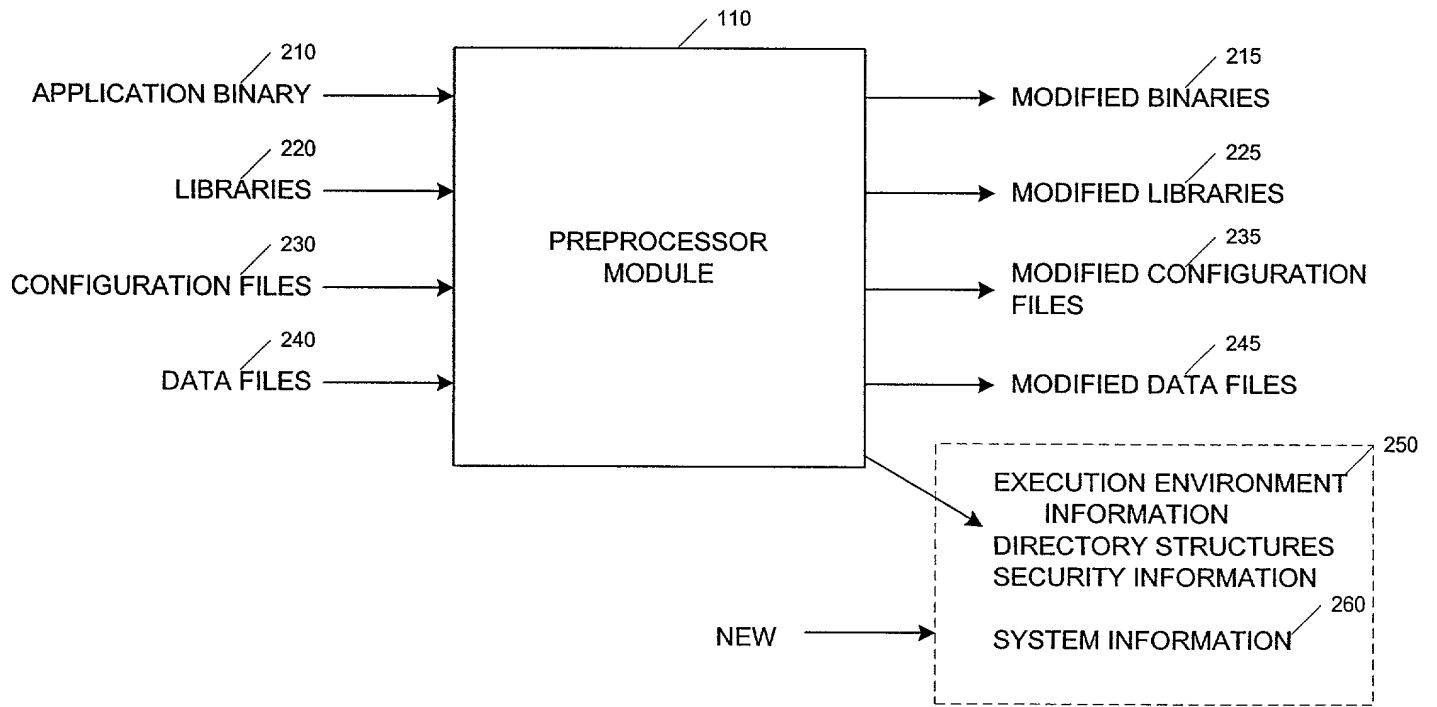 110
210
APPLICATION BINARY
220
LIBRARIES
230
CONFIGURATION FILES
240
DATA FILES
PREPROCESSOR
MODULE
215
MODIFIED BINARIES
225
MODIFIED LIBRARIES
235
MODIFIED CONFIGURATION
FILES
245
MODIFIED DATA FILES
250
EXECUTION ENVIRONMENT
INFORMATION
DIRECTORY STRUCTURES
SECURITY INFORMATION
260
NEW
SYSTEM INFORMATION